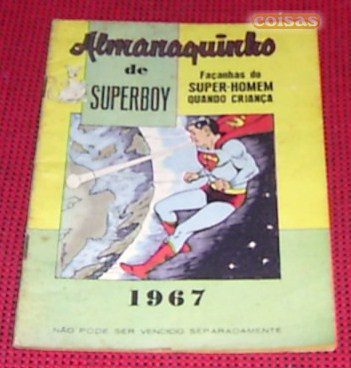 coisas
Almanaquinho
de
SUPERBOY
Façanhas do
SUPER-HOMEM
QUANDO CRIANÇA
1967
NÃO PODE SER VENDIDO SEPARADAMENTE